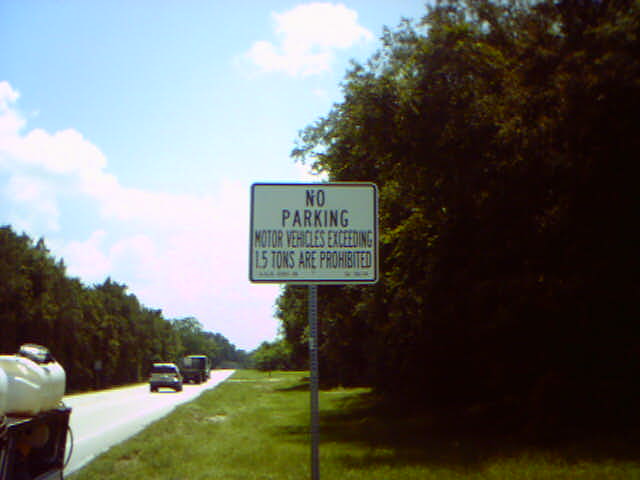 NO
PARKING
MOTOR VEHICLES EXCEEDING
1.5 TONS ARE PROHIBITED